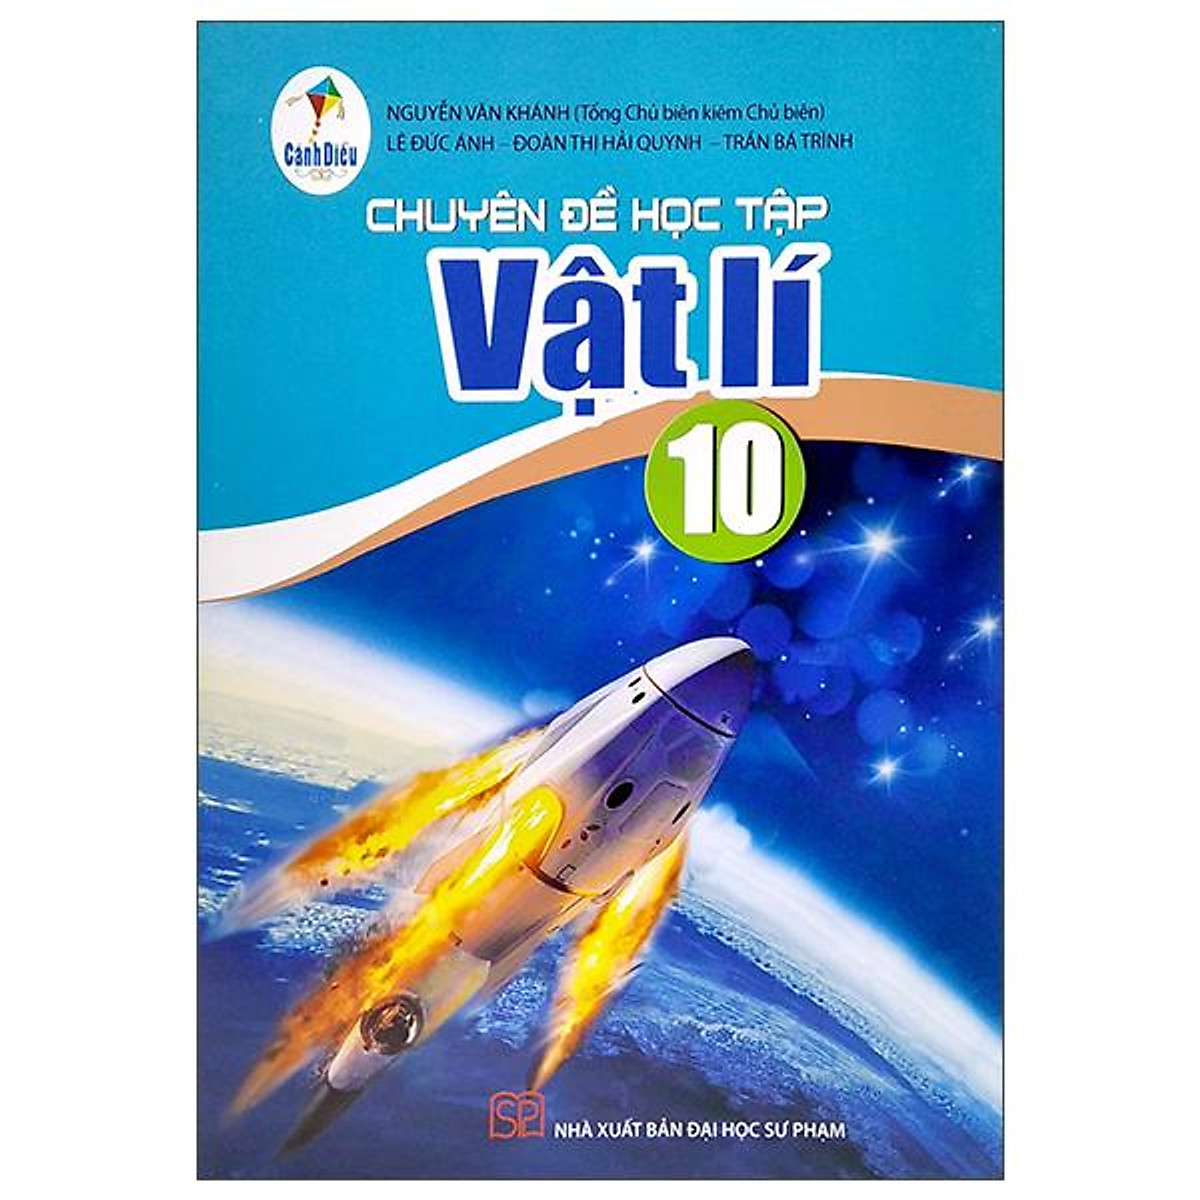 NGUYỄN VĂN KHÁNH (Tổng Chủ biên kiêm Chủ biên)
LÊ ĐỨC ÁNH – ĐOÀN THỊ HẢI QUỲNH – TRẦN BÁ TRÌNH
Cánh Diều
CHUYÊN ĐỀ HỌC TẬP
Vật lí
10
SP
NHÀ XUẤT BẢN ĐẠI HỌC SƯ PHẠM